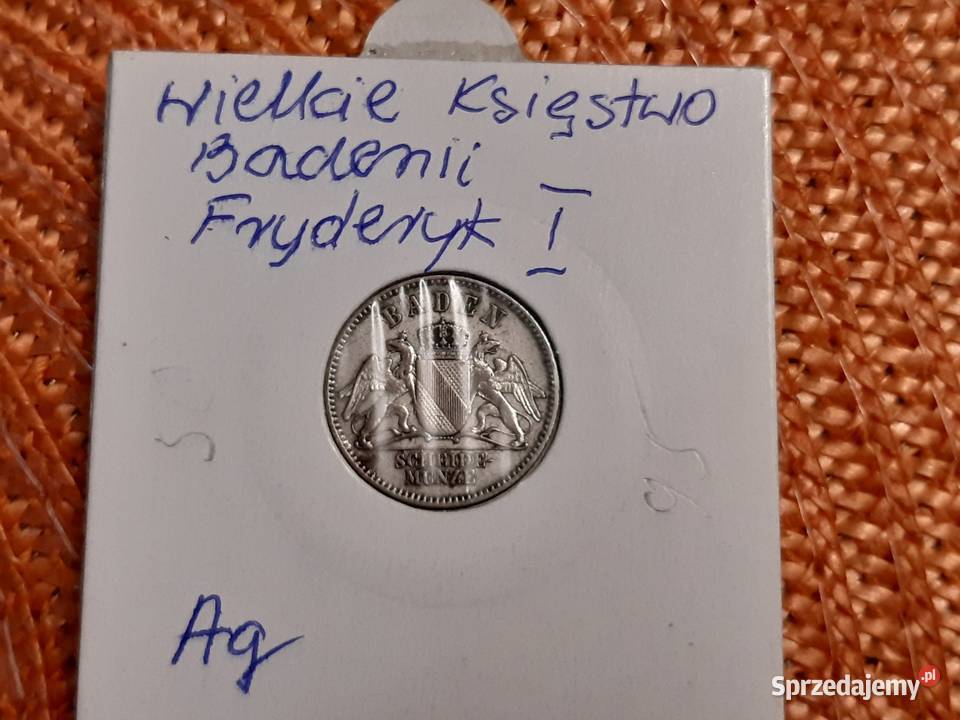 Wielkie Księstwo
Badenii
Fryderyk I
BADEN
SCHEIDE-
MÜNZE
Ag
Sprzedajemy.pl